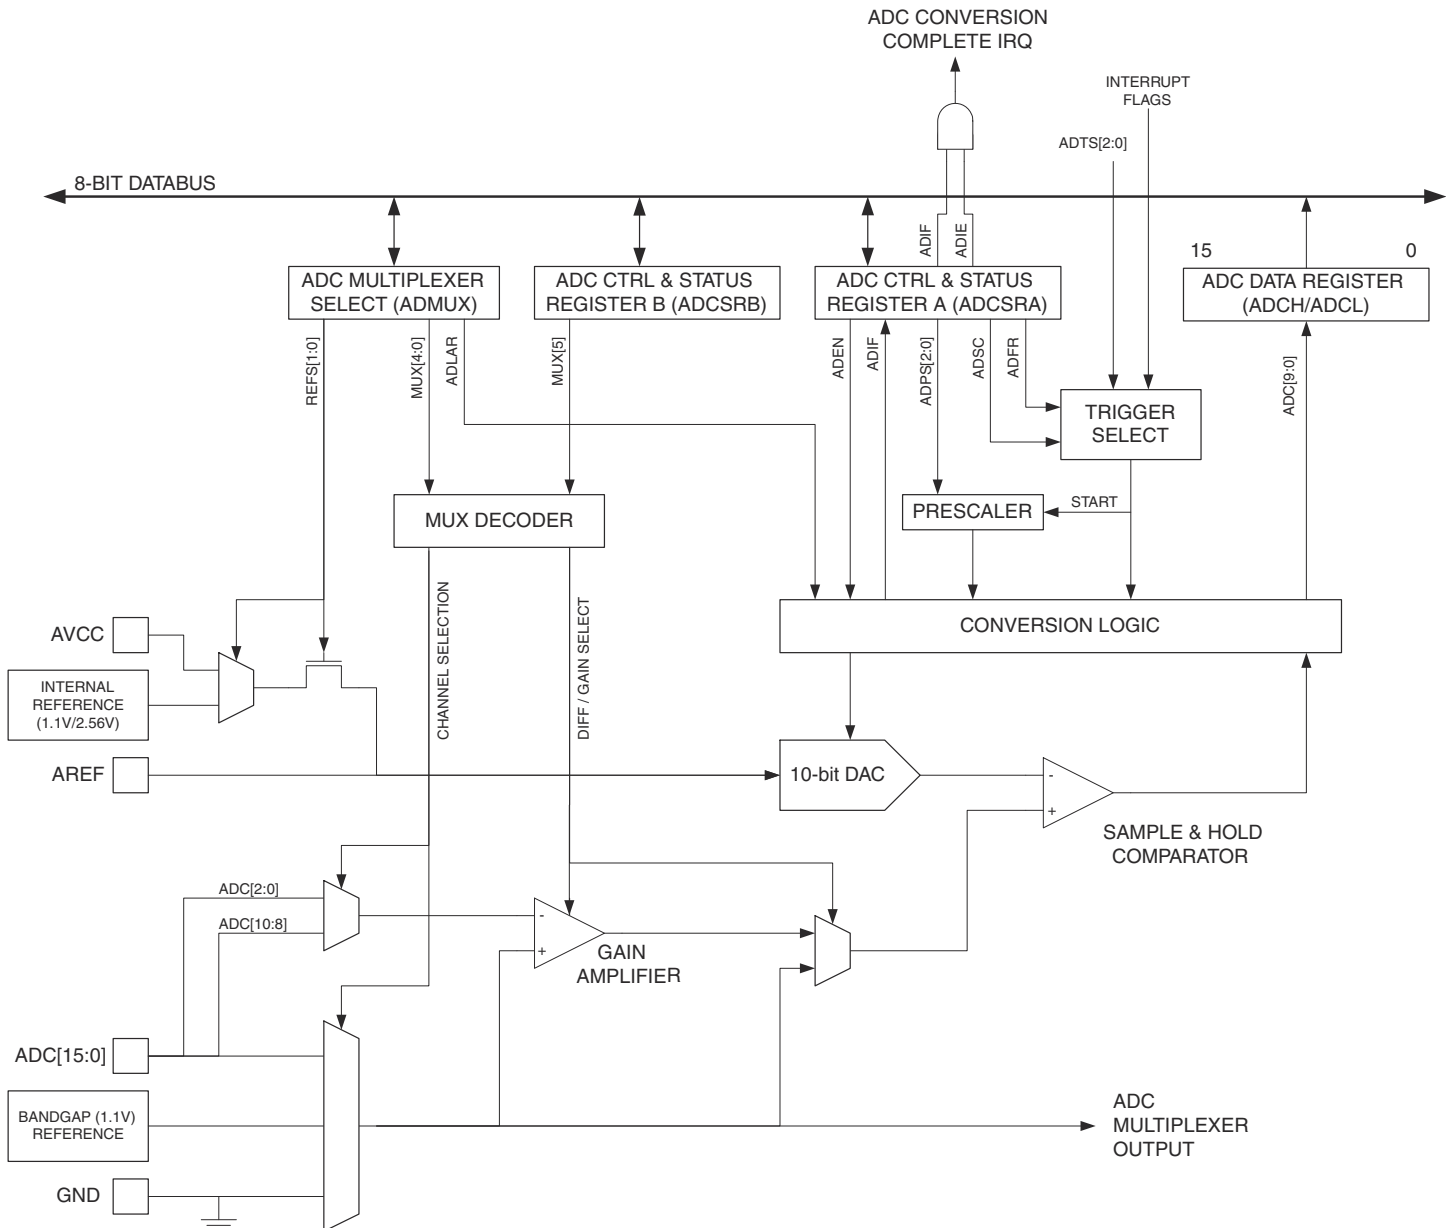 ADC CONVERSION
COMPLETE IRQ
INTERRUPT
FLAGS
ADTS[2:0]
8-BIT DATABUS
ADIF
ADIE
15
0
ADC MULTIPLEXER
SELECT (ADMUX)
ADC CTRL & STATUS
REGISTER B (ADCSRB)
ADC CTRL & STATUS
REGISTER A (ADCSRA)
ADC DATA REGISTER
(ADCH/ADCL)
REFS[1:0]
MUX[4:0]
ADLAR
MUX[5]
ADEN
ADIF
ADPS[2:0]
ADSC
ADFR
ADC[9:0]
TRIGGER
SELECT
MUX DECODER
PRESCALER
START
CHANNEL SELECTION
DIFF / GAIN SELECT
CONVERSION LOGIC
AVCC
INTERNAL
REFERENCE
(1.1V/2.56V)
AREF
10-bit DAC
-
+
SAMPLE & HOLD
COMPARATOR
ADC[2:0]
ADC[10:8]
-
+
GAIN
AMPLIFIER
ADC[15:0]
BANDGAP (1.1V)
REFERENCE
ADC
MULTIPLEXER
OUTPUT
GND